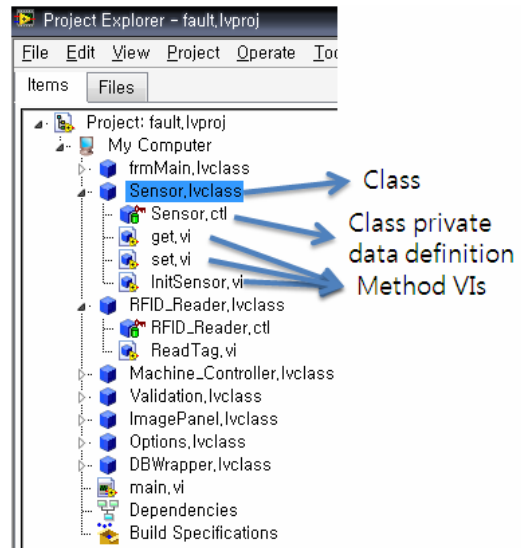 Project Explorer - fault.lvproj
File Edit View Project Operate Too
Items Files
Project: fault.lvproj
My Computer
frmMain.lvclass
Sensor.lvclass
Class
Sensor.ctl
Class private
data definition
get.vi
set.vi
Method VIs
InitSensor.vi
RFID_Reader.lvclass
RFID_Reader.ctl
ReadTag.vi
Machine_Controller.lvclass
Validation.lvclass
ImagePanel.lvclass
Options.lvclass
DBWrapper.lvclass
main.vi
Dependencies
Build Specifications